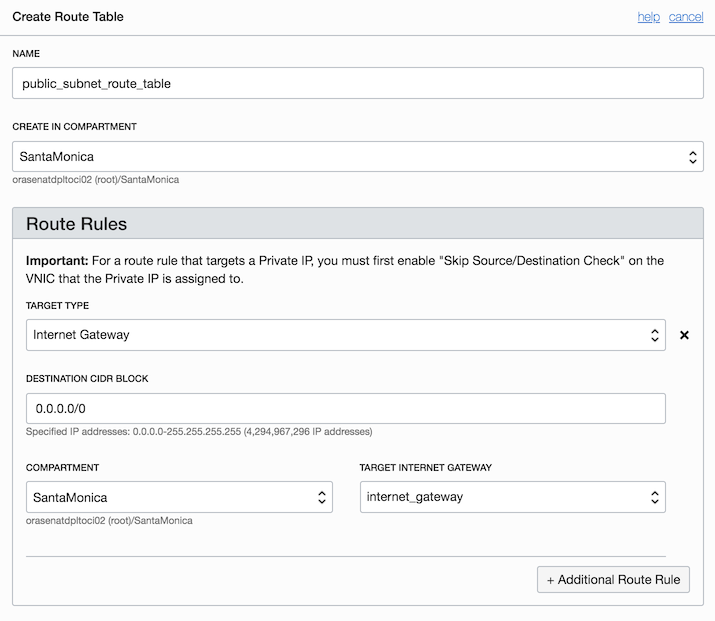 Create Route Table
help cancel
NAME
public_subnet_route_table
CREATE IN COMPARTMENT
SantaMonica
orasenatdpltoci02 (root)/SantaMonica
Route Rules
Important: For a route rule that targets a Private IP, you must first enable "Skip Source/Destination Check" on the
VNIC that the Private IP is assigned to.
TARGET TYPE
Internet Gateway
DESTINATION CIDR BLOCK
0.0.0.0/0
Specified IP addresses: 0.0.0.0-255.255.255.255 (4,294,967,296 IP addresses)
COMPARTMENT
TARGET INTERNET GATEWAY
SantaMonica
internet_gateway
orasenatdpltoci02 (root)/SantaMonica
+ Additional Route Rule